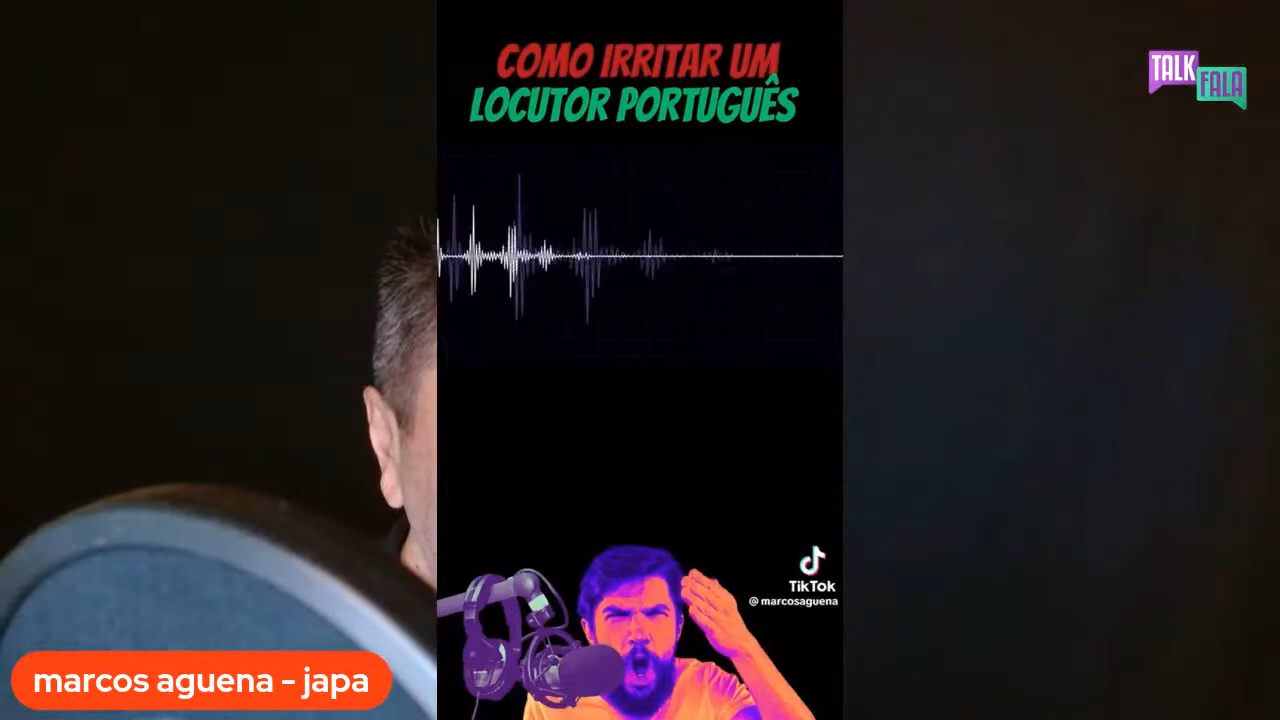 COMO IRRITAR UM
LOCUTOR PORTUGUÊS
TALK
FALA
TikTok
@marcosaguena
marcos aguena - japa